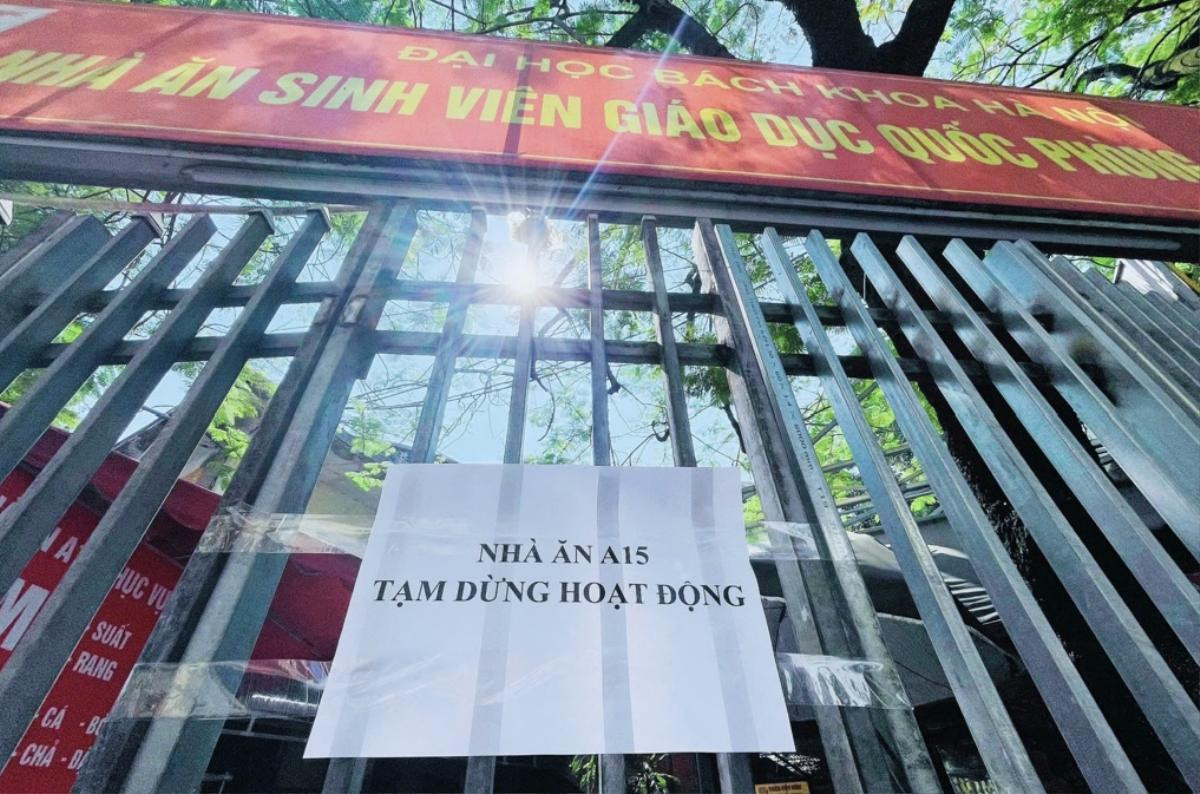 ĐẠI HỌC BÁCH KHOA HÀ NỘI
NHÀ ĂN SINH VIÊN GIÁO DỤC QUỐC PHÒNG
NHÀ ĂN A15
TẠM DỪNG HOẠT ĐỘNG
SUẤT
RANG
- CÁ
- CHẢ